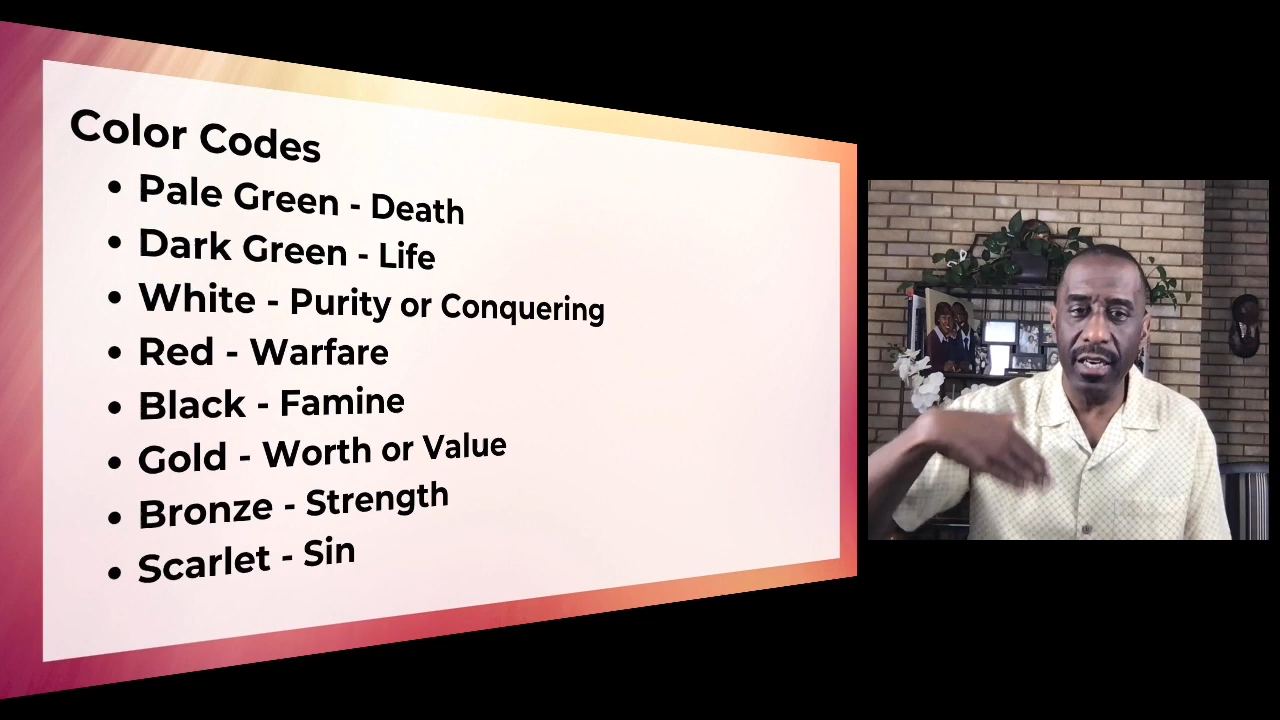 Color Codes
• Pale Green - Death
• Dark Green - Life
• White - Purity or Conquering
• Red - Warfare
• Black - Famine
• Gold - Worth or Value
• Bronze - Strength
• Scarlet - Sin